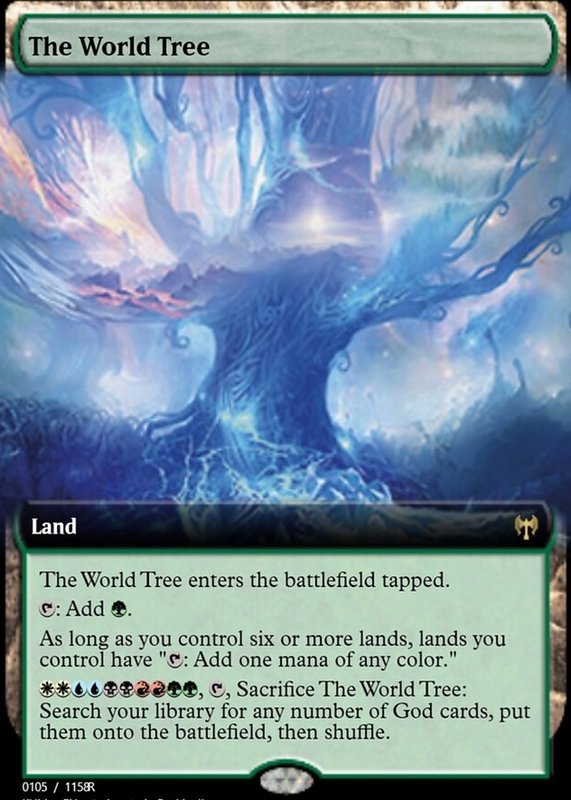 The World Tree
Land
The World Tree enters the battlefield tapped.
: Add .
As long as you control six or more lands, lands you
control have ": Add one mana of any color."
, , Sacrifice The World Tree:
Search your library for any number of God cards, put
them onto the battlefield, then shuffle.
0105 / 1158R